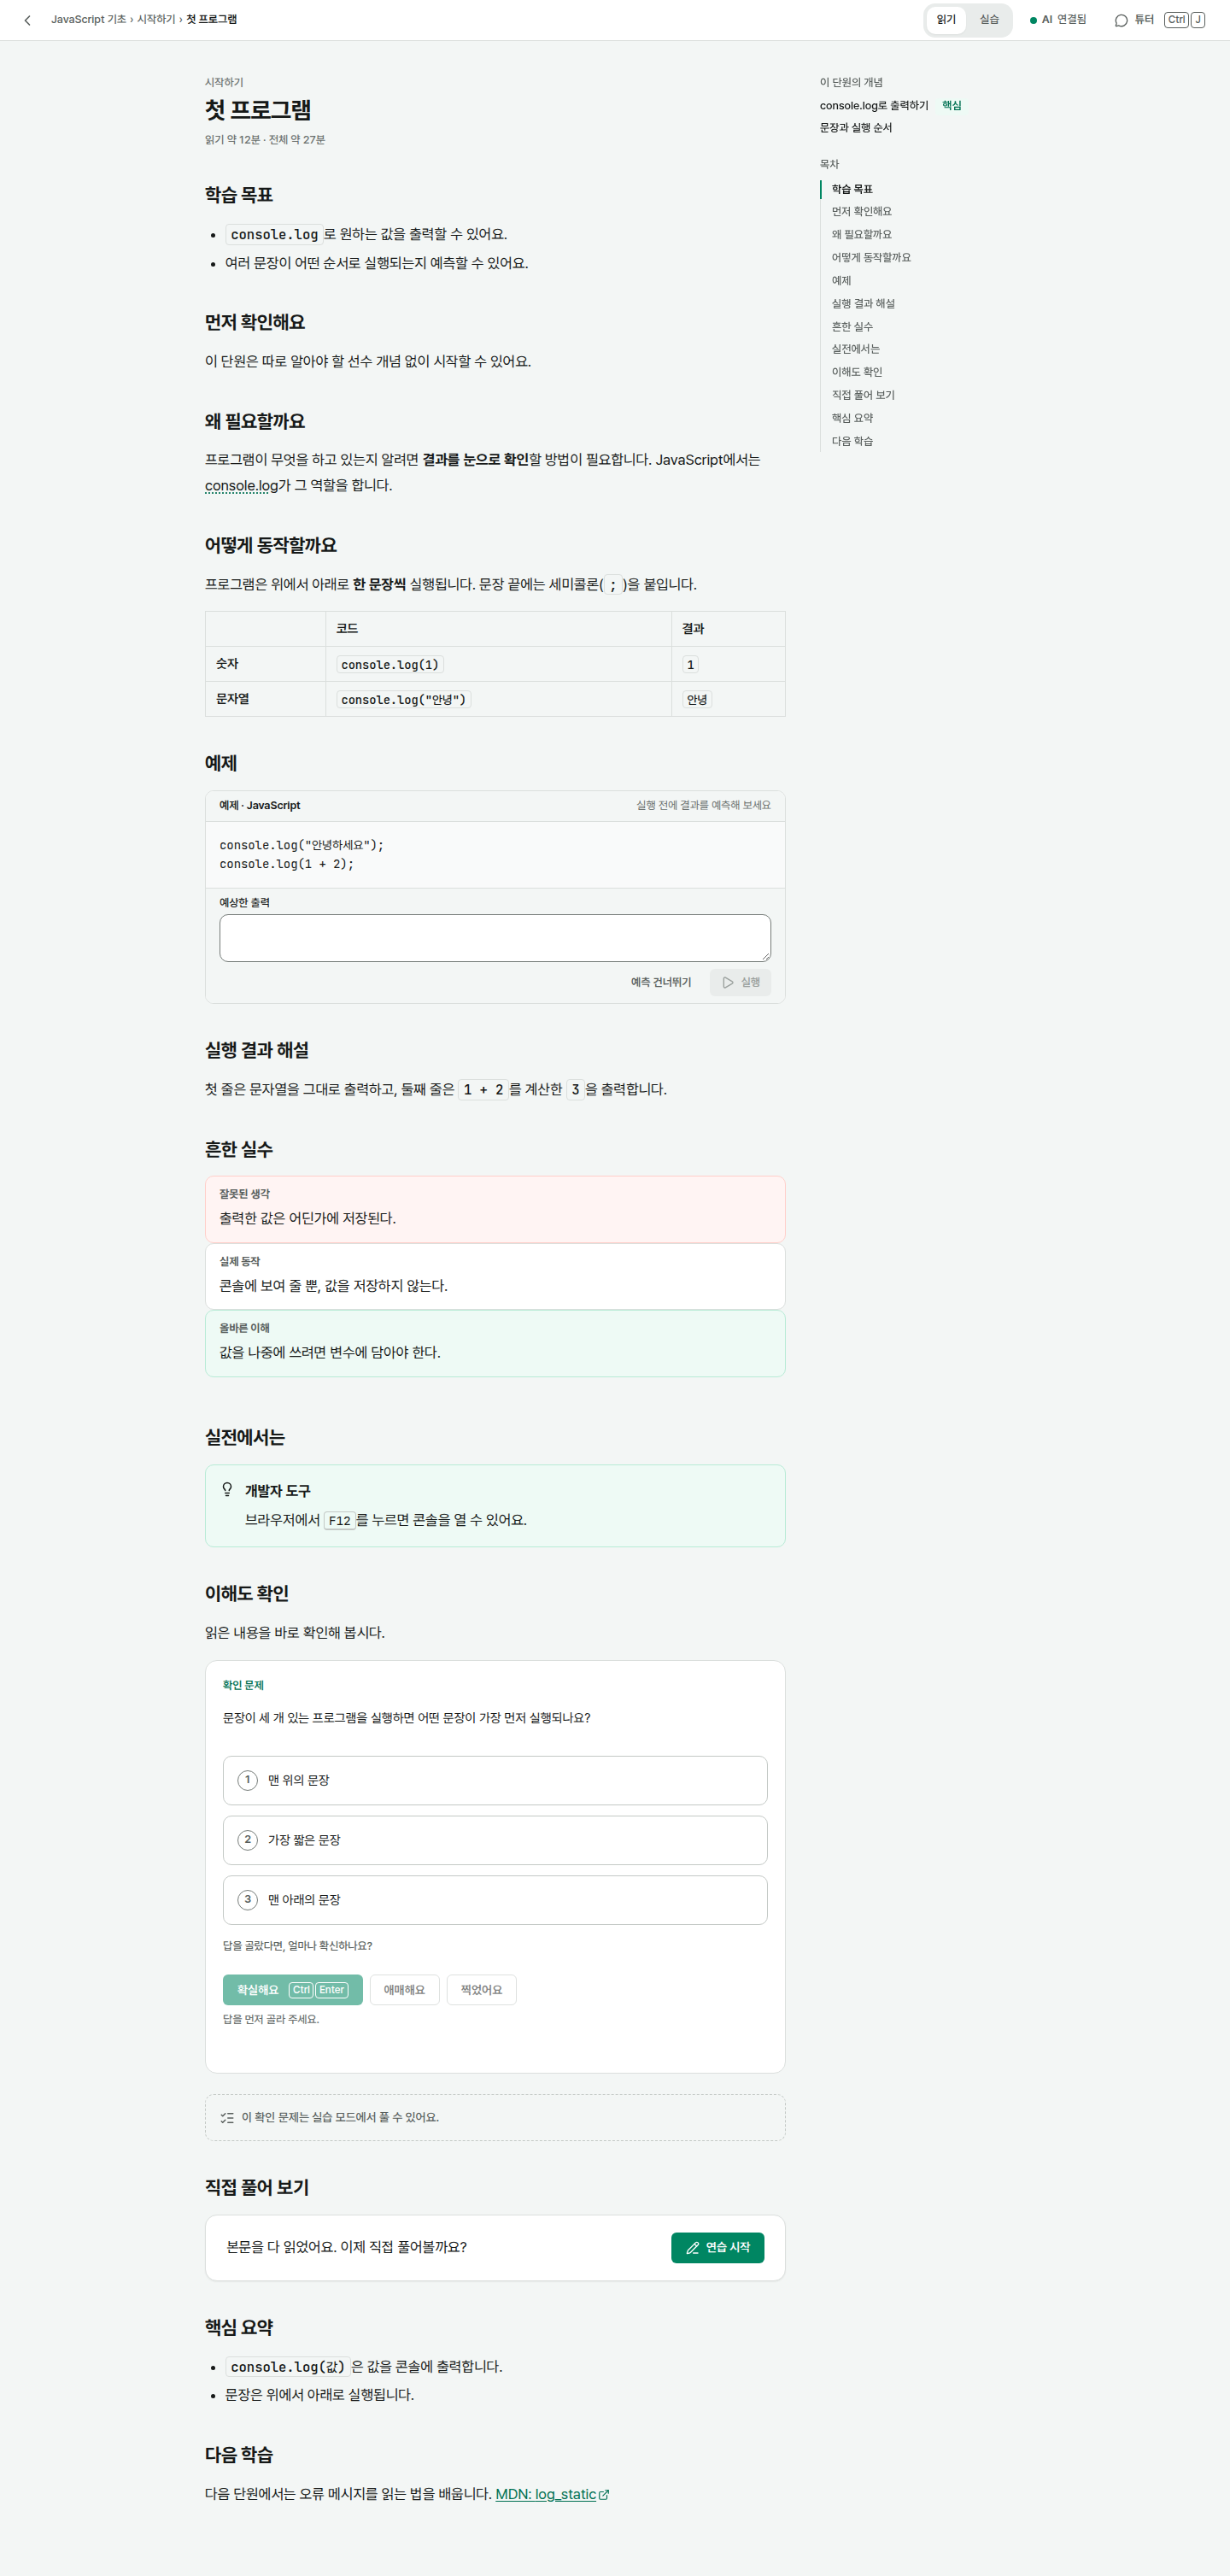 JavaScript 기초 › 시작하기 › 첫 프로그램
읽기 실습
AI 연결됨
튜터 Ctrl J
시작하기
첫 프로그램
읽기 약 12분 · 전체 약 27분
학습 목표
console.log로 원하는 값을 출력할 수 있어요.
여러 문장이 어떤 순서로 실행되는지 예측할 수 있어요.
먼저 확인해요
이 단원은 따로 알아야 할 선수 개념 없이 시작할 수 있어요.
왜 필요할까요
프로그램이 무엇을 하고 있는지 알려면 결과를 눈으로 확인할 방법이 필요합니다. JavaScript에서는
console.log가 그 역할을 합니다.
어떻게 동작할까요
프로그램은 위에서 아래로 한 문장씩 실행됩니다. 문장 끝에는 세미콜론(;)을 붙입니다.
코드 결과
숫자 console.log(1) 1
문자열 console.log("안녕") 안녕
예제
예제 · JavaScript 실행 전에 결과를 예측해 보세요
console.log("안녕하세요");
console.log(1 + 2);
예상한 출력
예측 건너뛰기 실행
실행 결과 해설
첫 줄은 문자열을 그대로 출력하고, 둘째 줄은 1 + 2를 계산한 3을 출력합니다.
흔한 실수
잘못된 생각
출력한 값은 어딘가에 저장된다.
실제 동작
콘솔에 보여 줄 뿐, 값을 저장하지 않는다.
올바른 이해
값을 나중에 쓰려면 변수에 담아야 한다.
실전에서는
개발자 도구
브라우저에서 F12를 누르면 콘솔을 열 수 있어요.
이해도 확인
읽은 내용을 바로 확인해 봅시다.
확인 문제
문장이 세 개 있는 프로그램을 실행하면 어떤 문장이 가장 먼저 실행되나요?
1 맨 위의 문장
2 가장 짧은 문장
3 맨 아래의 문장
답을 골랐다면, 얼마나 확신하나요?
확실해요 Ctrl Enter 애매해요 찍었어요
답을 먼저 골라 주세요.
이 확인 문제는 실습 모드에서 풀 수 있어요.
직접 풀어 보기
본문을 다 읽었어요. 이제 직접 풀어볼까요?
연습 시작
핵심 요약
console.log(값)은 값을 콘솔에 출력합니다.
문장은 위에서 아래로 실행됩니다.
다음 학습
다음 단원에서는 오류 메시지를 읽는 법을 배웁니다. MDN: log_static
이 단원의 개념
console.log로 출력하기 핵심
문장과 실행 순서
목차
학습 목표
먼저 확인해요
왜 필요할까요
어떻게 동작할까요
예제
실행 결과 해설
흔한 실수
실전에서는
이해도 확인
직접 풀어 보기
핵심 요약
다음 학습